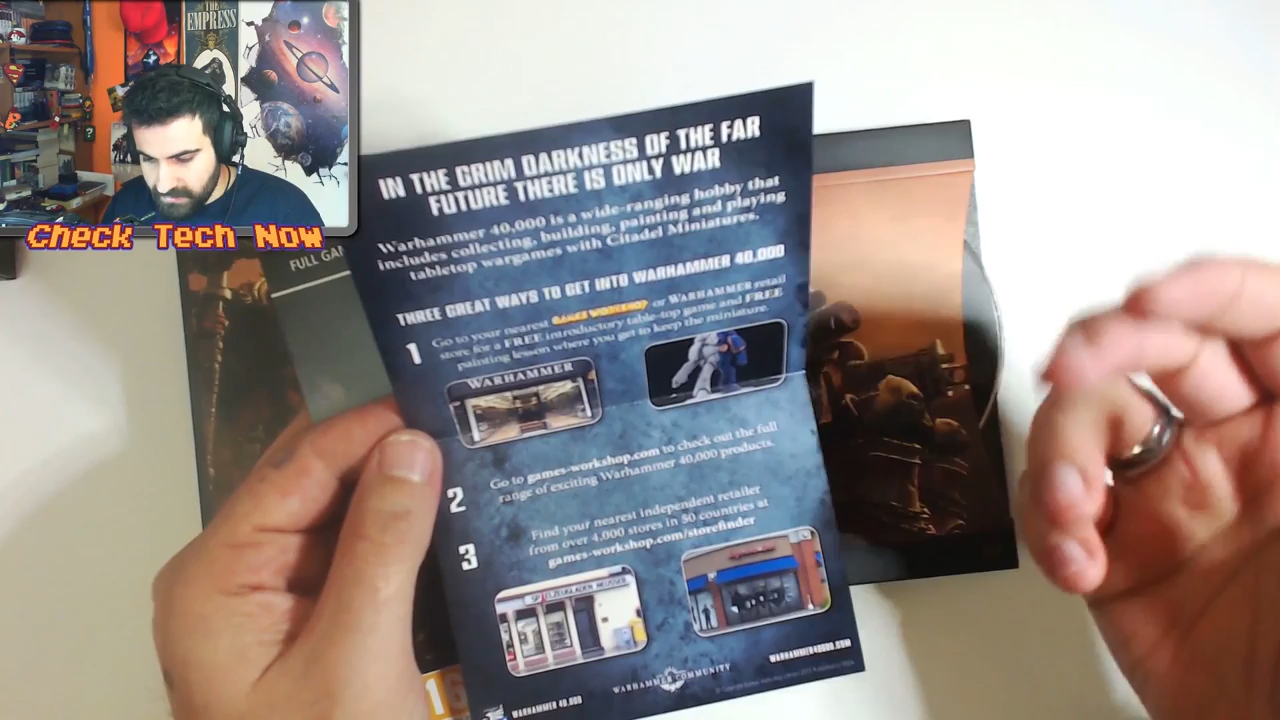 THE
EMPRESS
Check Tech Now
FULL GAM
IN THE GRIM DARKNESS OF THE FAR
FUTURE THERE IS ONLY WAR
Warhammer 40,000 is a wide-ranging hobby that
includes collecting, building, painting and playing
tabletop wargames with Citadel Miniatures.
THREE GREAT WAYS TO GET INTO WARHAMMER 40,000
1
Go to your nearest GAMES WORKSHOP or WARHAMMER retail
store for a FREE introductory table-top game and FREE
painting lesson where you get to keep the miniature.
WARHAMMER
2
Go to games-workshop.com to check out the full
range of exciting Warhammer 40,000 products.
3
Find your nearest independent retailer
from over 4,000 stores in 50 countries at
games-workshop.com/storefinder
SPIELZEUGLADEN NEUSSER
WARHAMMER 40,000
WARHAMMER COMMUNITY
WARHAMMER40000.COM
16